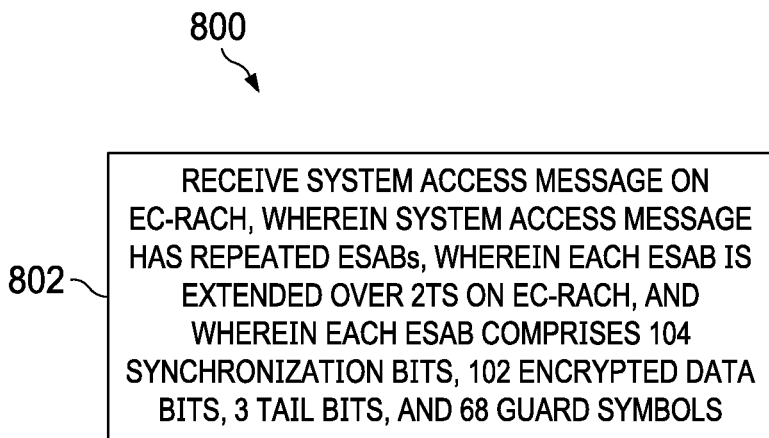 800
RECEIVE SYSTEM ACCESS MESSAGE ON
EC-RACH, WHEREIN SYSTEM ACCESS MESSAGE
HAS REPEATED ESABs, WHEREIN EACH ESAB IS
802
EXTENDED OVER 2TS ON EC-RACH, AND
WHEREIN EACH ESAB COMPRISES 104
SYNCHRONIZATION BITS, 102 ENCRYPTED DATA
BITS, 3 TAIL BITS, AND 68 GUARD SYMBOLS